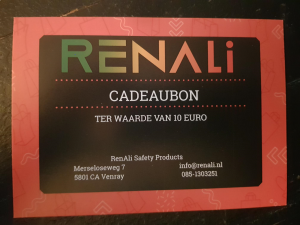 RENALi
CADEAUBON
TER WAARDE VAN 10 EURO
RenAli Safety Products
Merseloseweg 7
5801 CA Venray
info@renali.nl
085-1303251